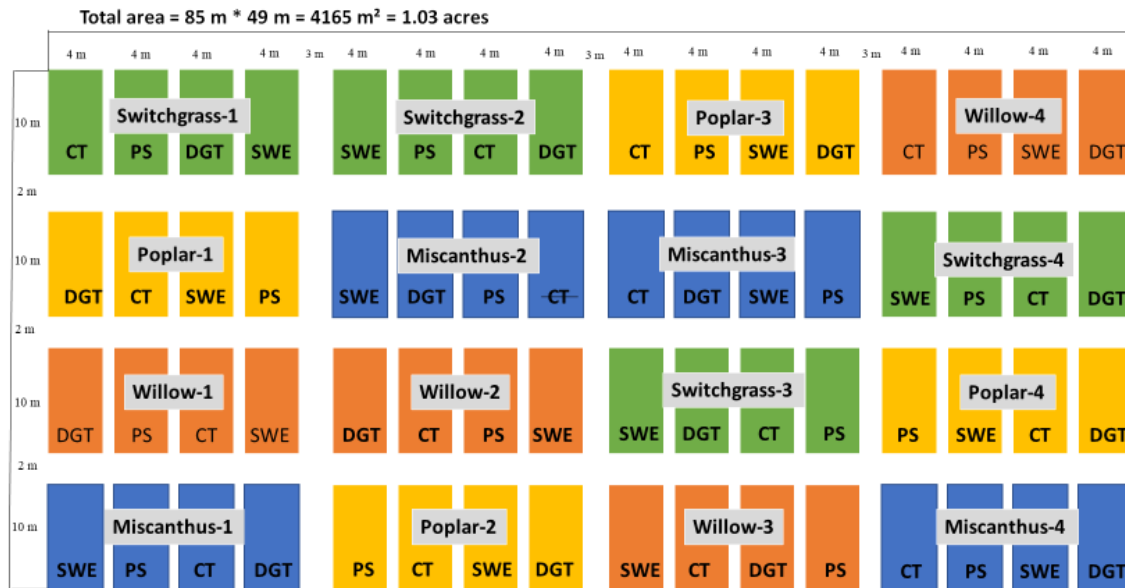 Total area = 85 m * 49 m = 4165 m² = 1.03 acres
4 m 4 m 4 m 4 m 3 m 4 m 4 m 4 m 4 m 3 m 4 m 4 m 4 m 4 m 3 m 4 m 4 m 4 m 4 m
10 m Switchgrass-1 Switchgrass-2 Poplar-3 Willow-4
CT PS DGT SWE SWE PS CT DGT CT PS SWE DGT CT PS SWE DGT
2 m
10 m Poplar-1 Miscanthus-2 Miscanthus-3 Switchgrass-4
DGT CT SWE PS SWE DGT PS CT CT DGT SWE PS SWE PS CT DGT
2 m
10 m Willow-1 Willow-2 Switchgrass-3 Poplar-4
DGT PS CT SWE DGT CT PS SWE SWE DGT CT PS PS SWE CT DGT
2 m
10 m Miscanthus-1 Poplar-2 Willow-3 Miscanthus-4
SWE PS CT DGT PS CT SWE DGT SWE CT DGT PS CT PS SWE DGT